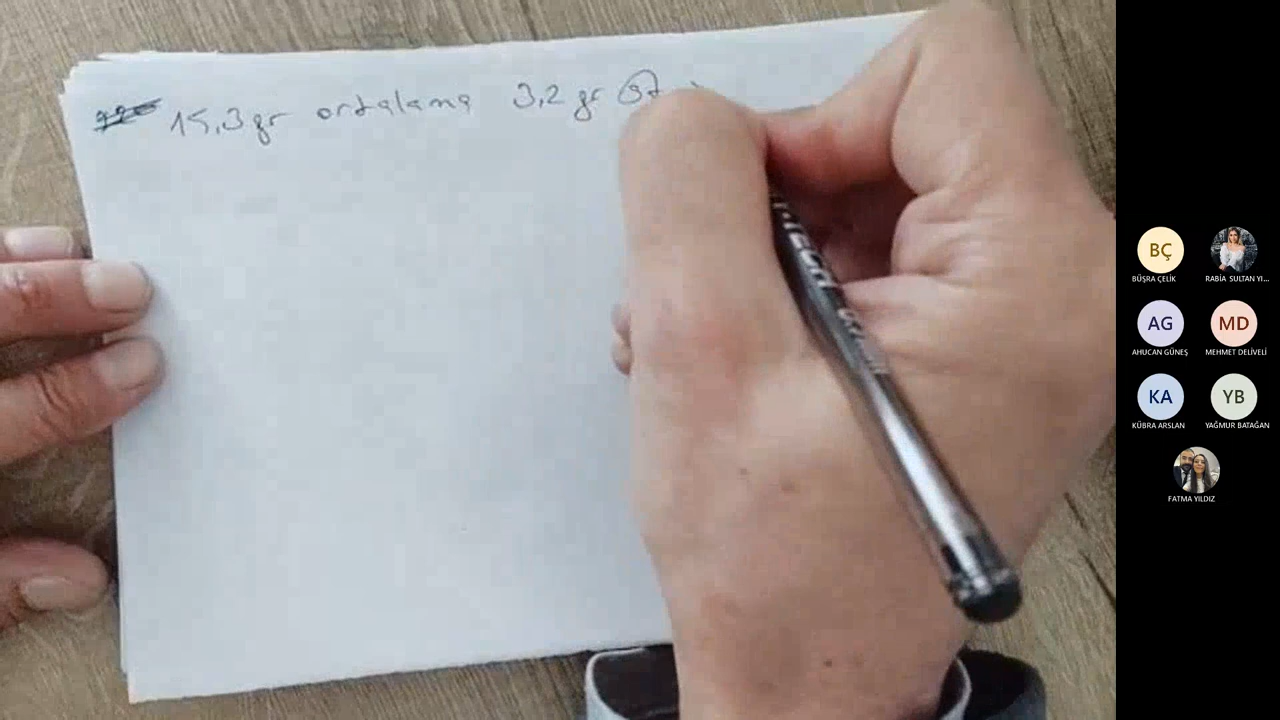 15,3 gr ortalama 3,2 gr
BÇ
BÜŞRA ÇELİK
RABİA SULTAN YI...
AG
AHUCAN GÜNEŞ
MD
MEHMET DELİVELİ
KA
KÜBRA ARSLAN
YB
YAĞMUR BATAĞAN
FATMA YILDIZ